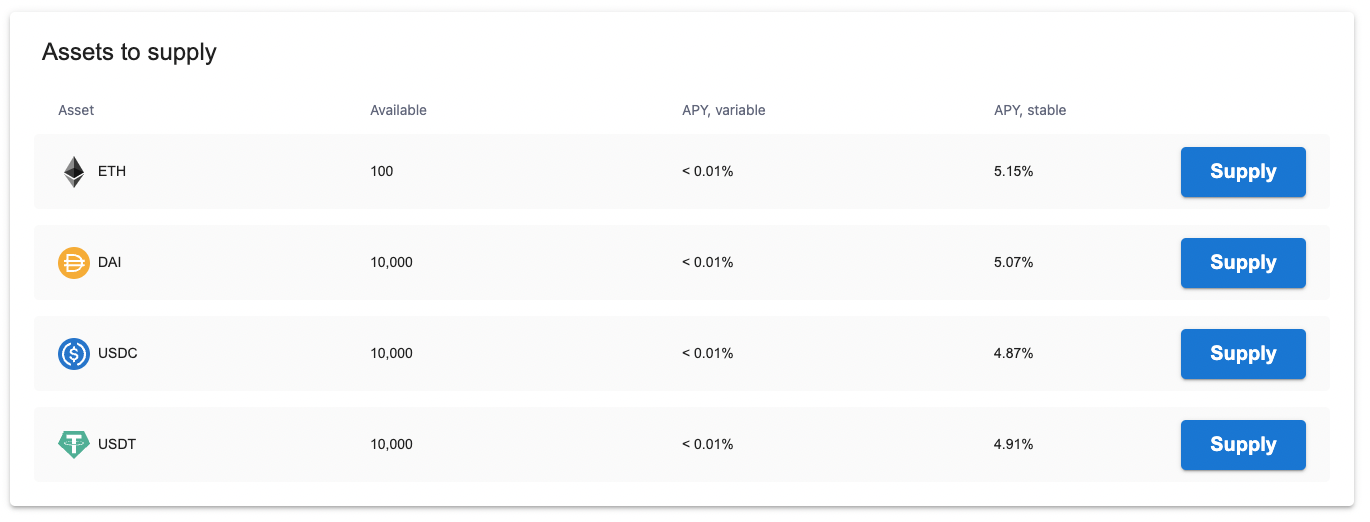 Assets to supply
Asset Available APY, variable APY, stable
ETH 100 < 0.01% 5.15% Supply
DAI 10,000 < 0.01% 5.07% Supply
USDC 10,000 < 0.01% 4.87% Supply
USDT 10,000 < 0.01% 4.91% Supply